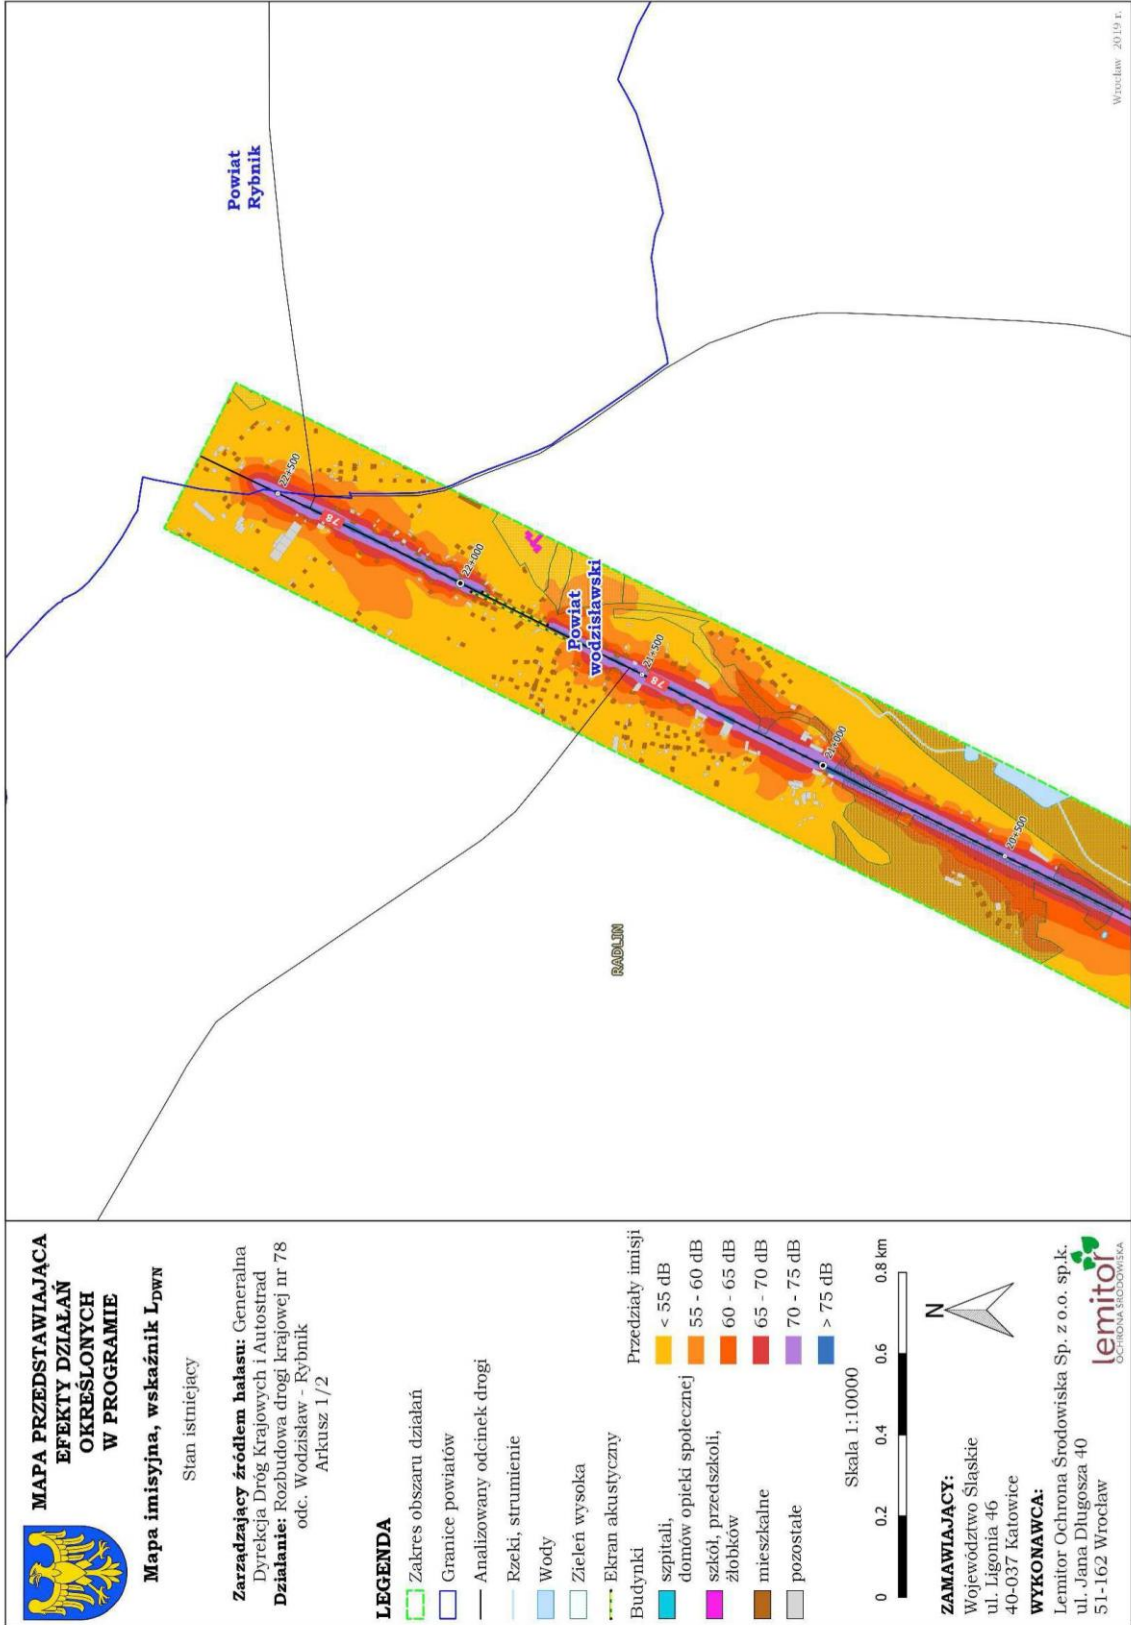 MAPA PRZEDSTAWIAJĄCA
EFEKTY DZIAŁAŃ
OKREŚLONYCH
W PROGRAMIE
Mapa imisyjna, wskaźnik LDWN
Stan istniejący
Zarządzający źródłem hałasu: Generalna
Dyrekcja Dróg Krajowych i Autostrad
Działanie: Rozbudowa drogi krajowej nr 78
odc. Wodzisław - Rybnik
Arkusz 1/2
LEGENDA
Zakres obszaru działań
Granice powiatów
Analizowany odcinek drogi
Rzeki, strumienie
Wody
Zieleń wysoka
Ekran akustyczny
Budynki
szpitali,
domów opieki społecznej
szkół, przedszkoli,
żłobków
mieszkalne
pozostałe
Przedziały imisji
< 55 dB
55 - 60 dB
60 - 65 dB
65 - 70 dB
70 - 75 dB
> 75 dB
Skala 1:10000
0 0.2 0.4 0.6 0.8 km
N
ZAMAWIAJĄCY:
Województwo Śląskie
ul. Ligonia 46
40-037 Katowice
WYKONAWCA:
Lemitor Ochrona Środowiska Sp. z o.o. sp.k.
ul. Jana Długosza 40
51-162 Wrocław
lemitor
OCHRONA ŚRODOWISKA
Powiat
Rybnik
22+500
78
22+000
Powiat
wodzisławski
21+500
78
21+000
20+500
RADLIN
Wrocław 2019 r.